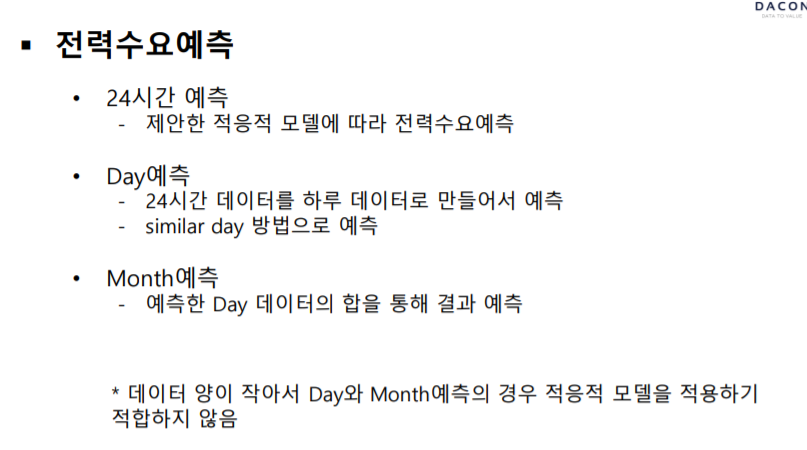 DACON
DATA TO VALUE
▪ 전력수요예측
• 24시간 예측
- 제안한 적응적 모델에 따라 전력수요예측
• Day예측
- 24시간 데이터를 하루 데이터로 만들어서 예측
- similar day 방법으로 예측
• Month예측
- 예측한 Day 데이터의 합을 통해 결과 예측
* 데이터 양이 작아서 Day와 Month예측의 경우 적응적 모델을 적용하기
적합하지 않음